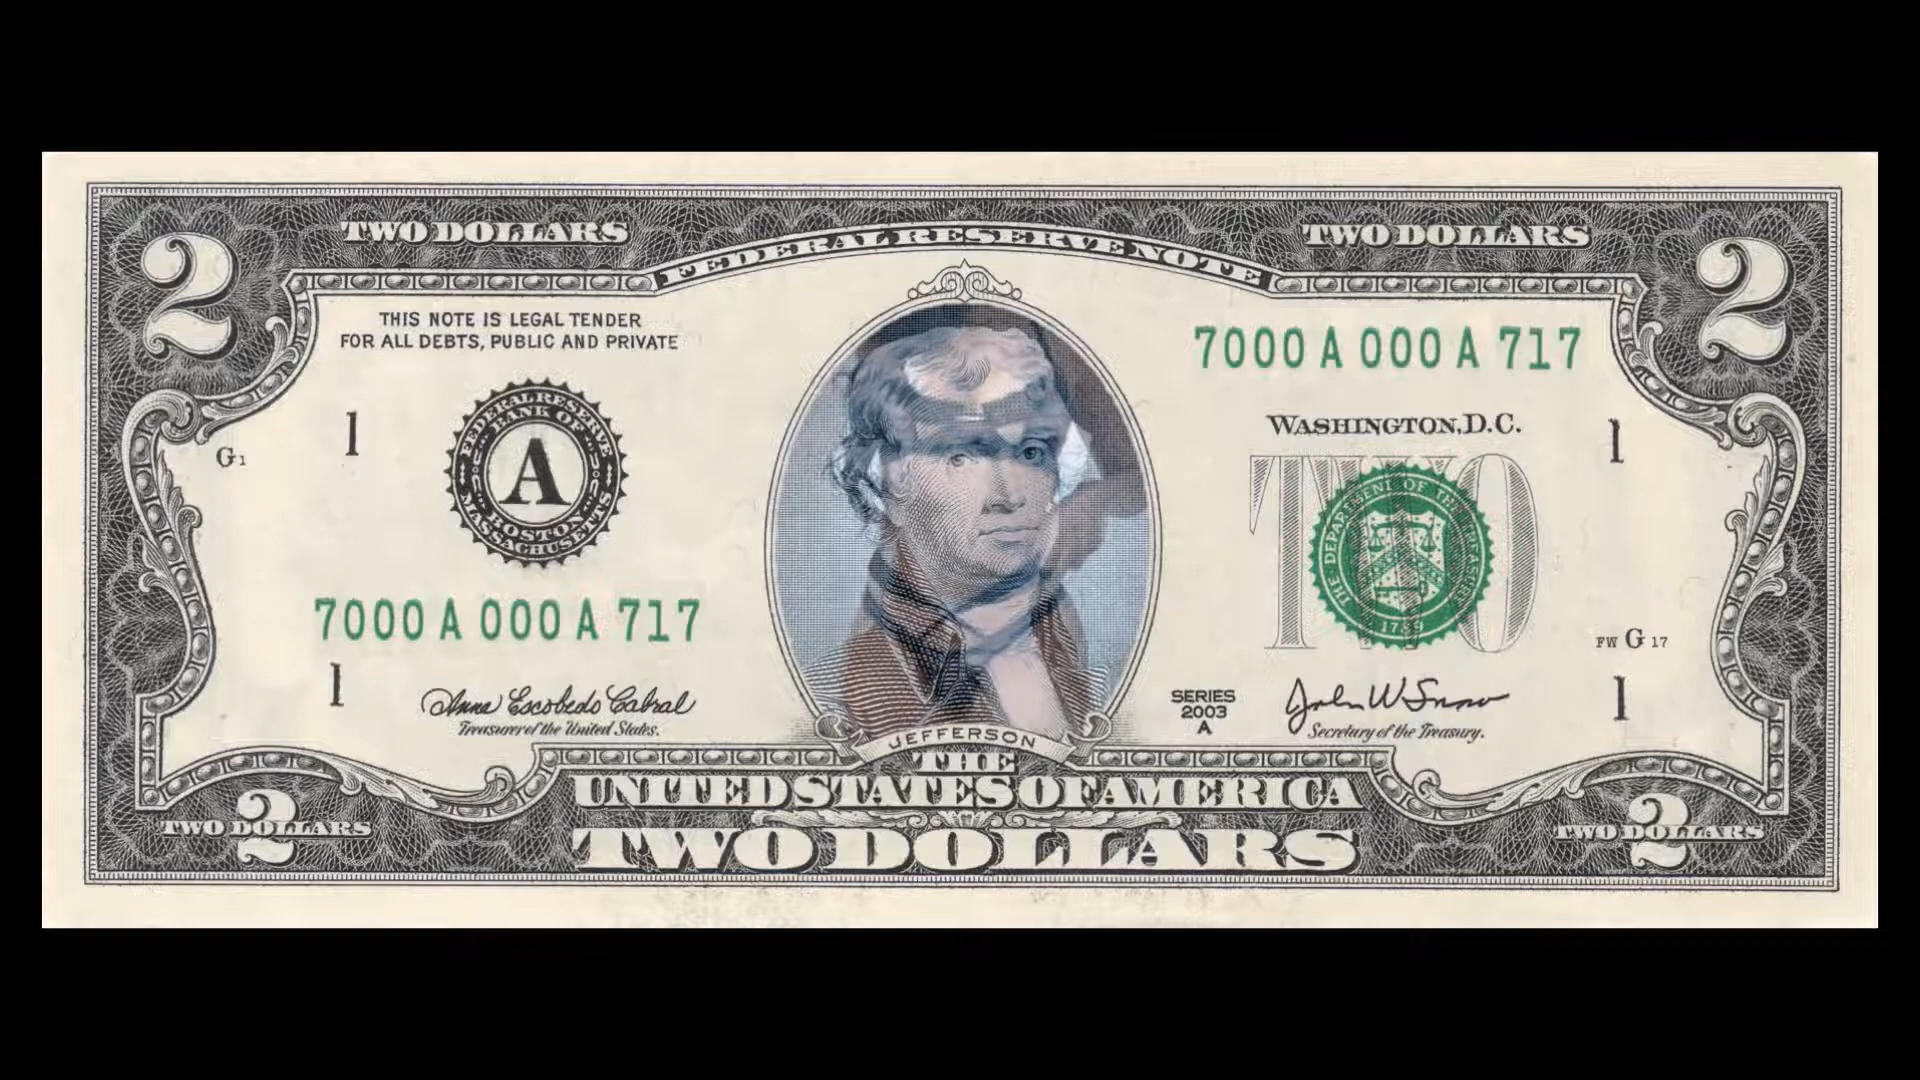 TWO DOLLARS
TWO DOLLARS
FEDERAL RESERVE NOTE
2
2
THIS NOTE IS LEGAL TENDER
FOR ALL DEBTS, PUBLIC AND PRIVATE
7000 A 000 A 717
WASHINGTON, D.C.
1
1
G1
FEDERAL RESERVE
BANK OF
A
BOSTON
MASSACHUSETTS
TWO
THE DEPARTMENT OF THE TREASURY
1789
7000 A 000 A 717
FW G 17
1
1
Anna Escobedo Cabral
Treasurer of the United States.
SERIES
2003
A
John W Snow
Secretary of the Treasury.
JEFFERSON
THE
UNITED STATES OF AMERICA
TWO DOLLARS
2
TWO DOLLARS
2
TWO DOLLARS